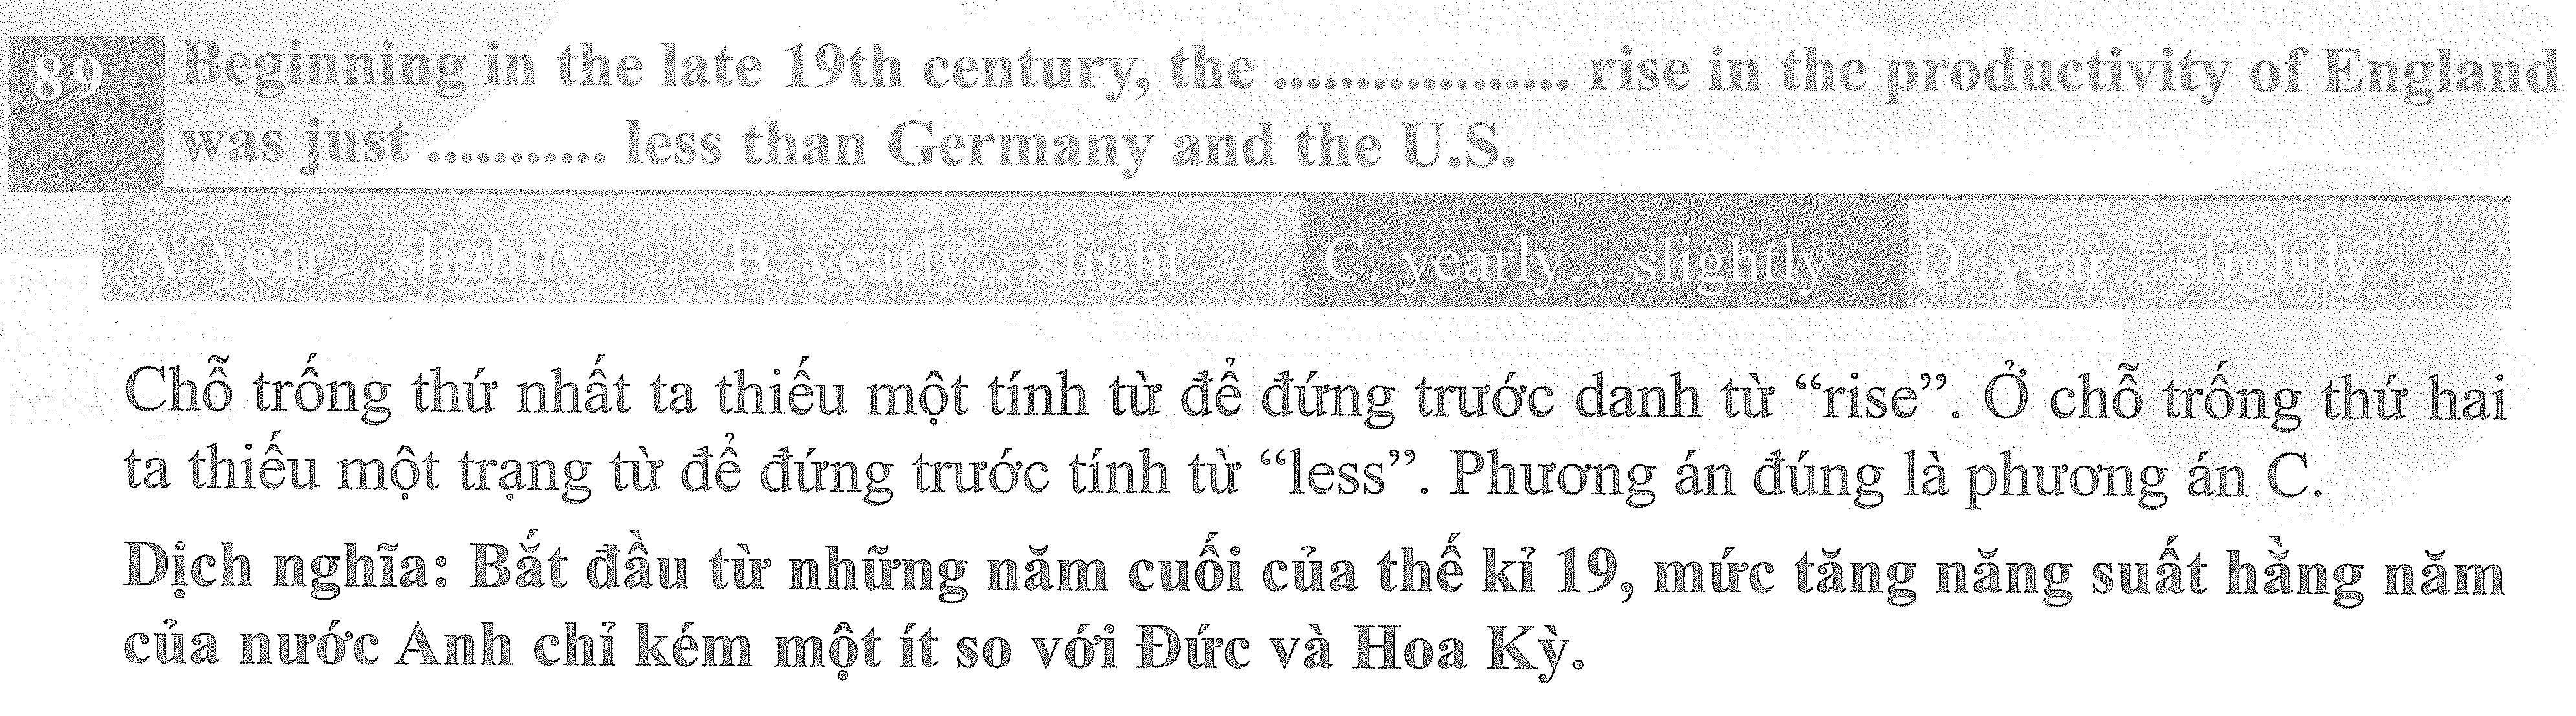 89 Beginning in the late 19th century, the .................. rise in the productivity of England
was just ........... less than Germany and the U.S.
A. year…slightly B. yearly…slight C. yearly…slightly D. year…slightly
Chỗ trống thứ nhất ta thiếu một tính từ để đứng trước danh từ “rise”. Ở chỗ trống thứ hai
ta thiếu một trạng từ để đứng trước tính từ “less”. Phương án đúng là phương án C.
Dịch nghĩa: Bắt đầu từ những năm cuối của thế kỉ 19, mức tăng năng suất hằng năm
của nước Anh chỉ kém một ít so với Đức và Hoa Kỳ.